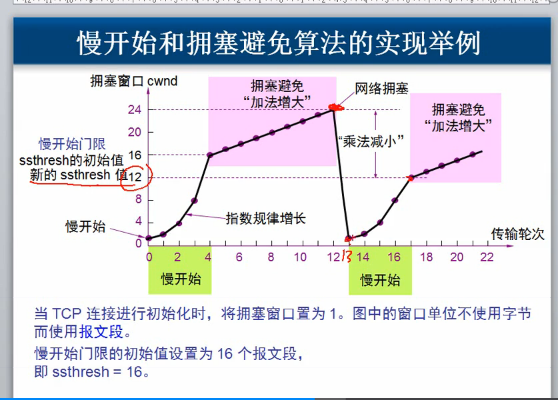 慢开始和拥塞避免算法的实现举例
拥塞窗口 cwnd
拥塞避免
“加法增大”
网络拥塞
拥塞避免
“加法增大”
24
20
慢开始门限
ssthresh的初始值
16
“乘法减小”
新的 ssthresh 值
12
8
4
0
慢开始
指数规律增长
传输轮次
0 2 4 6 8 10 12 14 16 18 20 22
13
慢开始
慢开始
当 TCP 连接进行初始化时，将拥塞窗口置为 1。图中的窗口单位不使用字节
而使用报文段。
慢开始门限的初始值设置为 16 个报文段，
即 ssthresh = 16。